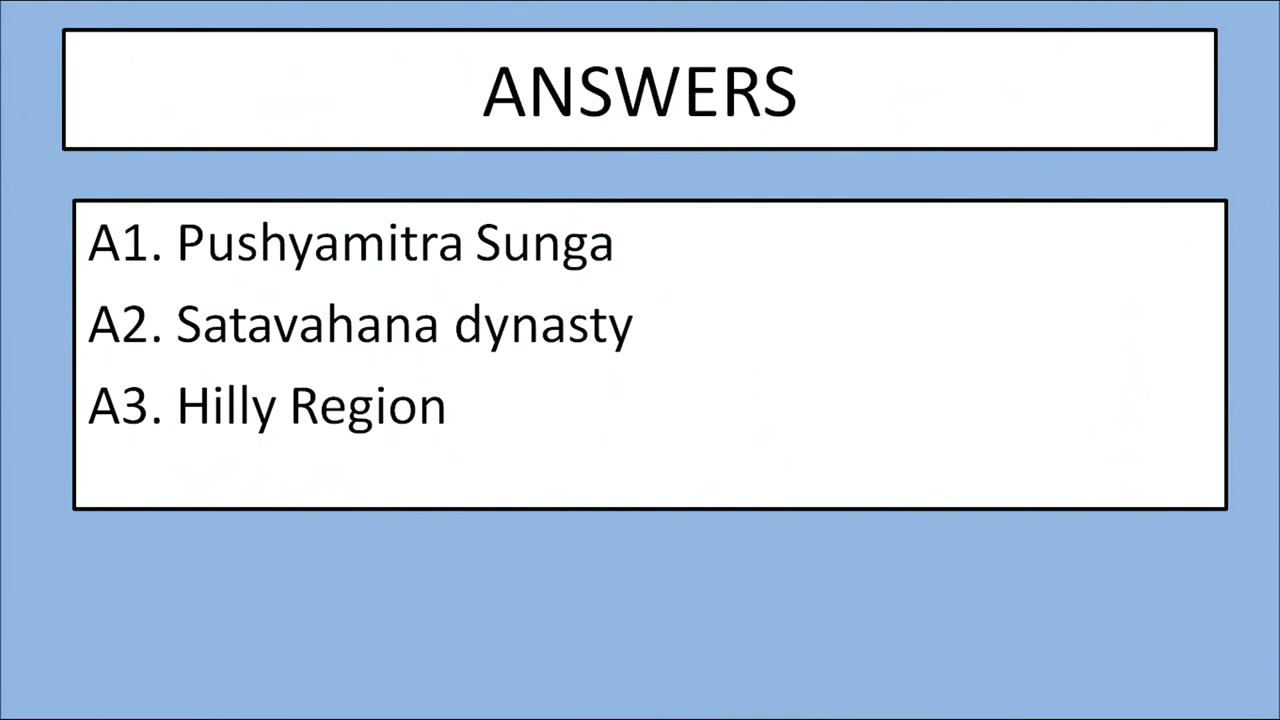 ANSWERS
A1. Pushyamitra Sunga
A2. Satavahana dynasty
A3. Hilly Region